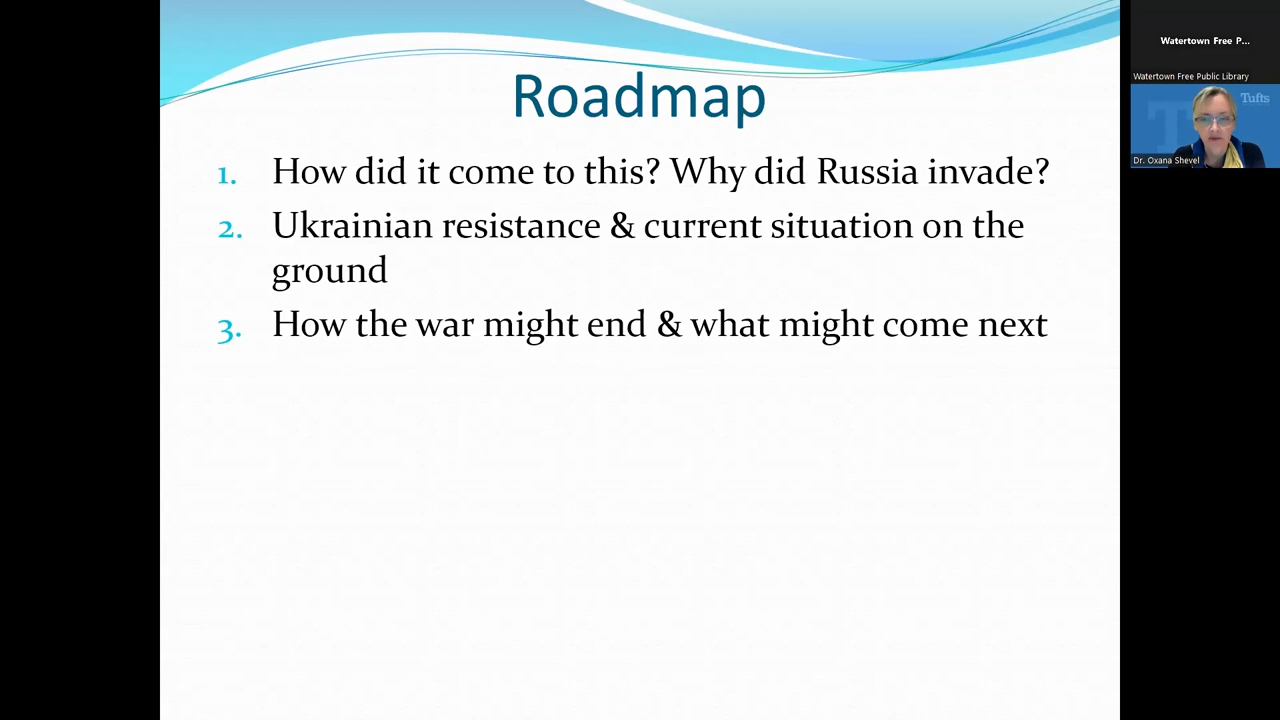 Roadmap
1. How did it come to this? Why did Russia invade?
2. Ukrainian resistance & current situation on the
ground
3. How the war might end & what might come next
Watertown Free P...
Watertown Free Public Library
Tufts
Dr. Oxana Shevel